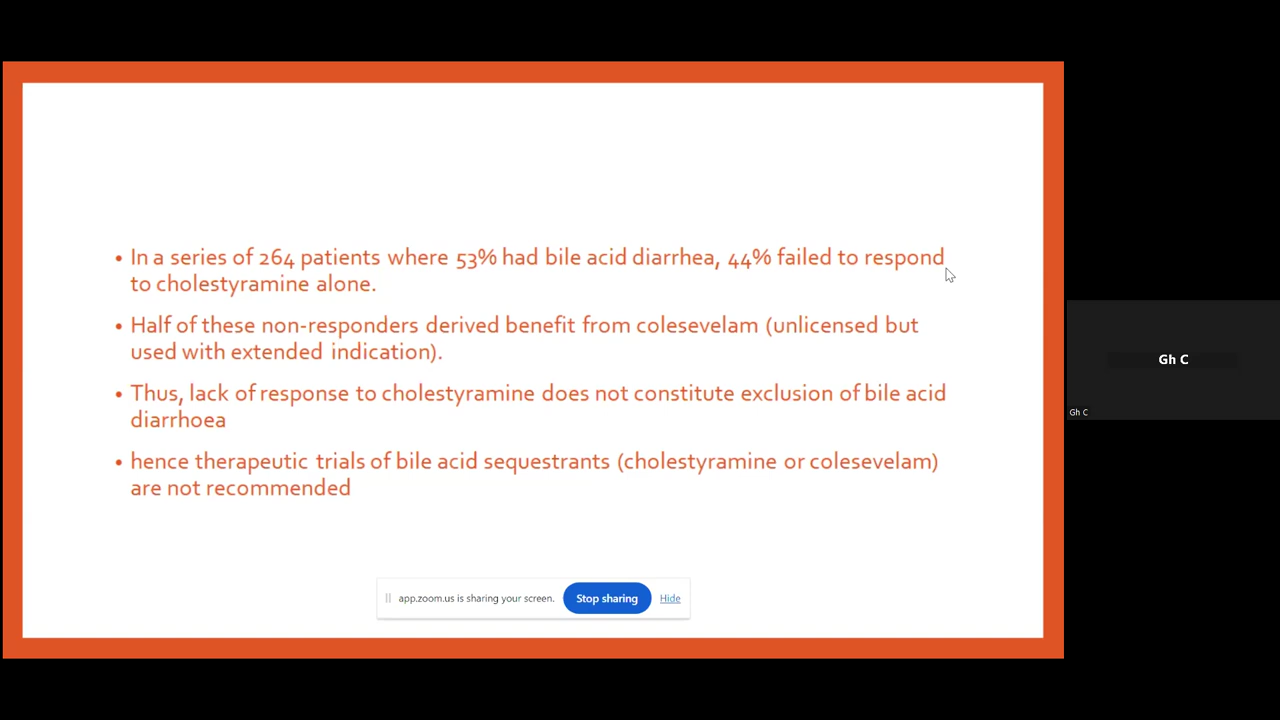 • In a series of 264 patients where 53% had bile acid diarrhea, 44% failed to respond
to cholestyramine alone.
• Half of these non-responders derived benefit from colesevelam (unlicensed but
used with extended indication).
• Thus, lack of response to cholestyramine does not constitute exclusion of bile acid
diarrhoea
• hence therapeutic trials of bile acid sequestrants (cholestyramine or colesevelam)
are not recommended
app.zoom.us is sharing your screen. Stop sharing Hide
Gh C
Gh C